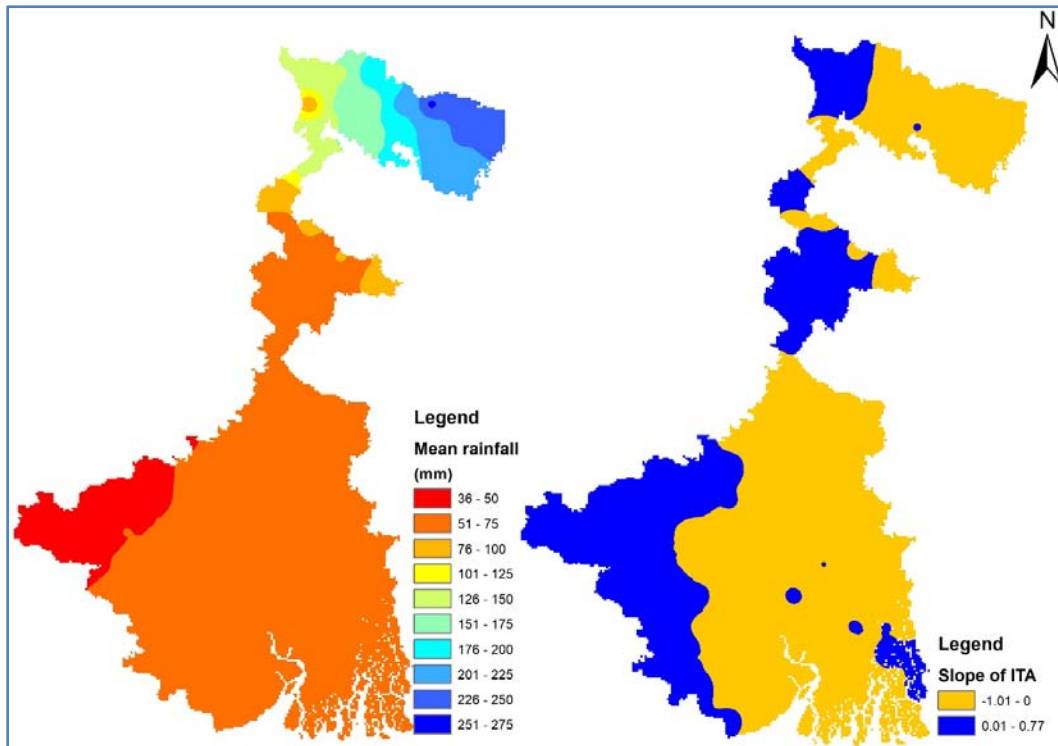 N
Legend
Mean rainfall
(mm)
36 - 50
51 - 75
76 - 100
101 - 125
126 - 150
151 - 175
176 - 200
201 - 225
226 - 250
251 - 275
Legend
Slope of ITA
-1.01 - 0
0.01 - 0.77